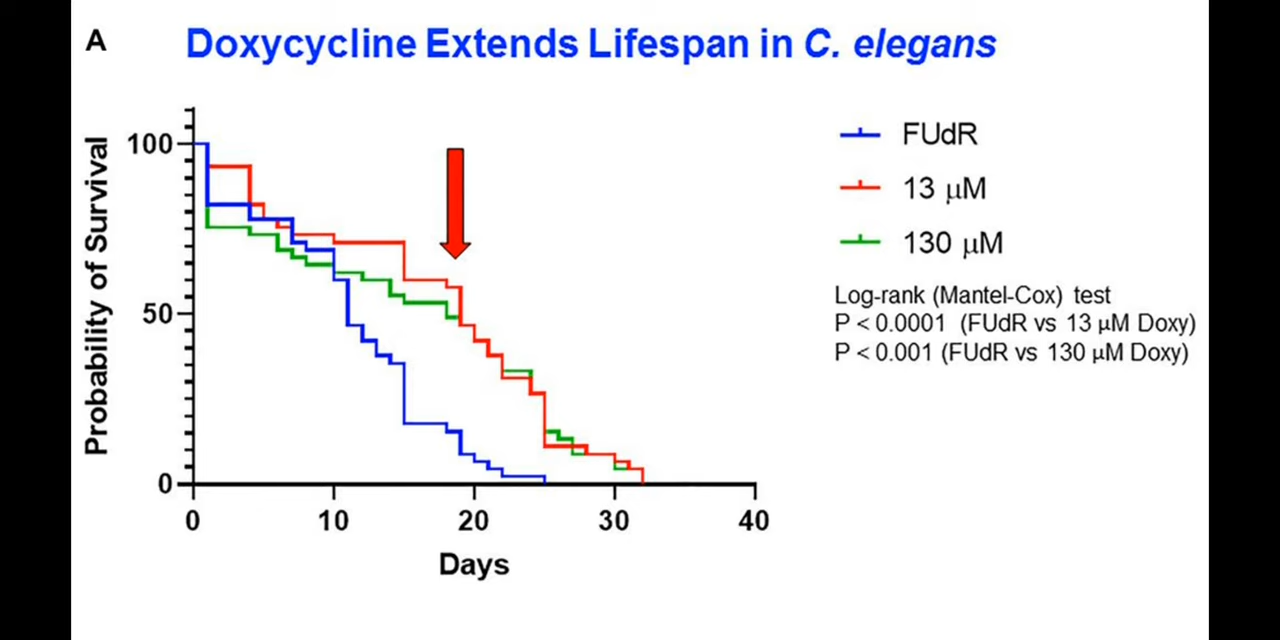 A
Doxycycline Extends Lifespan in C. elegans
Probability of Survival
100
50
0
0 10 20 30 40
Days
FUdR
13 μM
130 μM
Log-rank (Mantel-Cox) test
P < 0.0001 (FUdR vs 13 μM Doxy)
P < 0.001 (FUdR vs 130 μM Doxy)